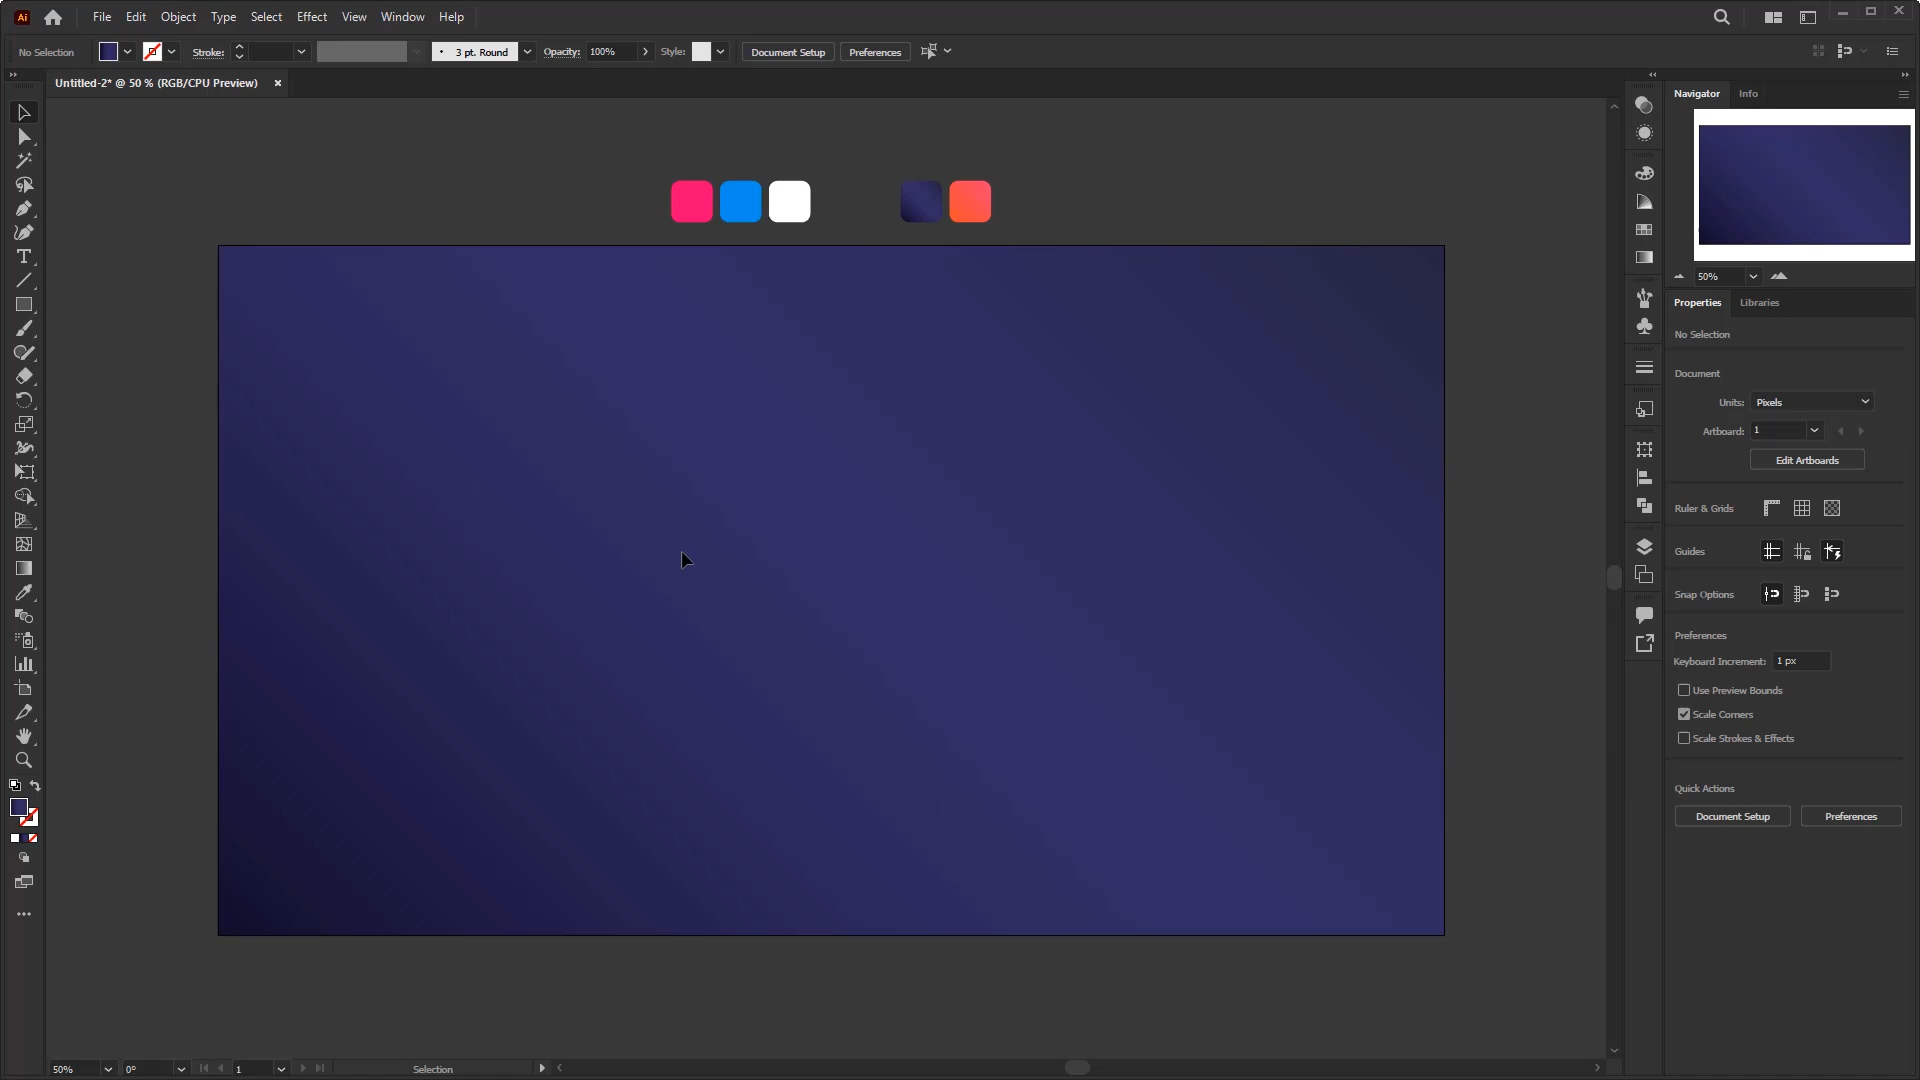 Ai File Edit Object Type Select Effect View Window Help
No Selection Stroke: 3 pt. Round Opacity: 100% Style: Document Setup Preferences
Untitled-2* @ 50 % (RGB/CPU Preview) ×
Navigator Info
50%
Properties Libraries
No Selection
Document
Units: Pixels
Artboard: 1
Edit Artboards
Ruler & Grids
Guides
Snap Options
Preferences
Keyboard Increment: 1 px
Use Preview Bounds
Scale Corners
Scale Strokes & Effects
Quick Actions
Document Setup Preferences
50% 0° 1 Selection